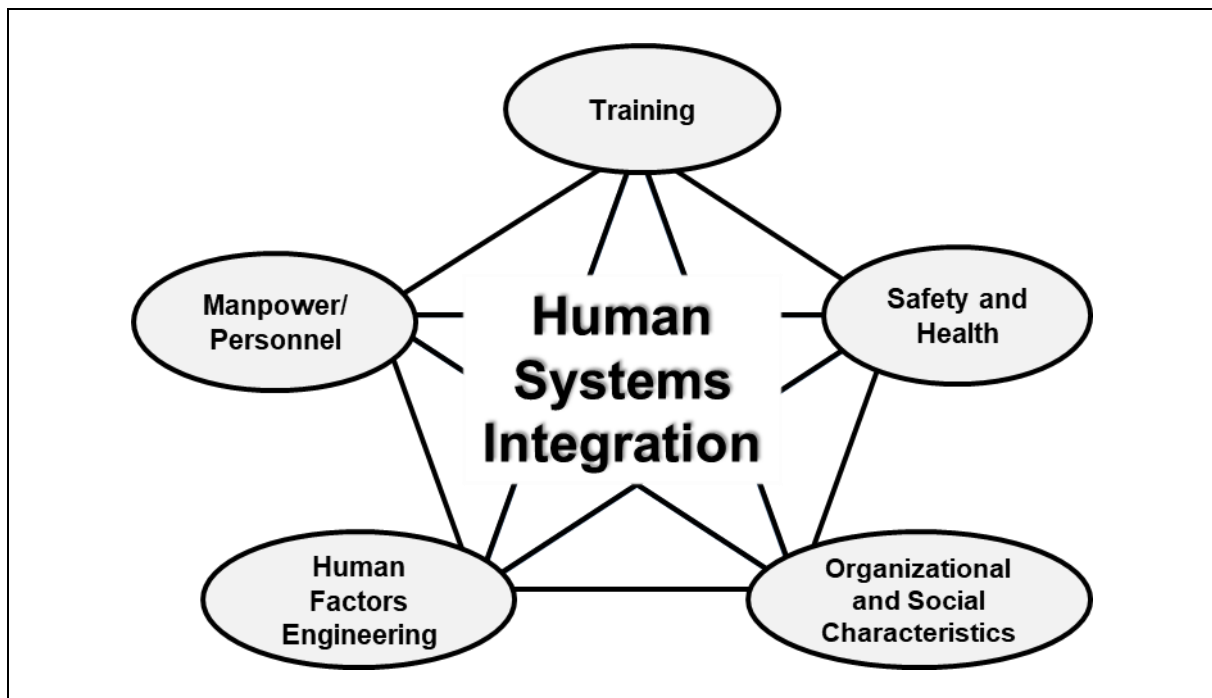 Training
Manpower/
Personnel
Safety and
Health
Human
Systems
Integration
Human
Factors
Engineering
Organizational
and Social
Characteristics